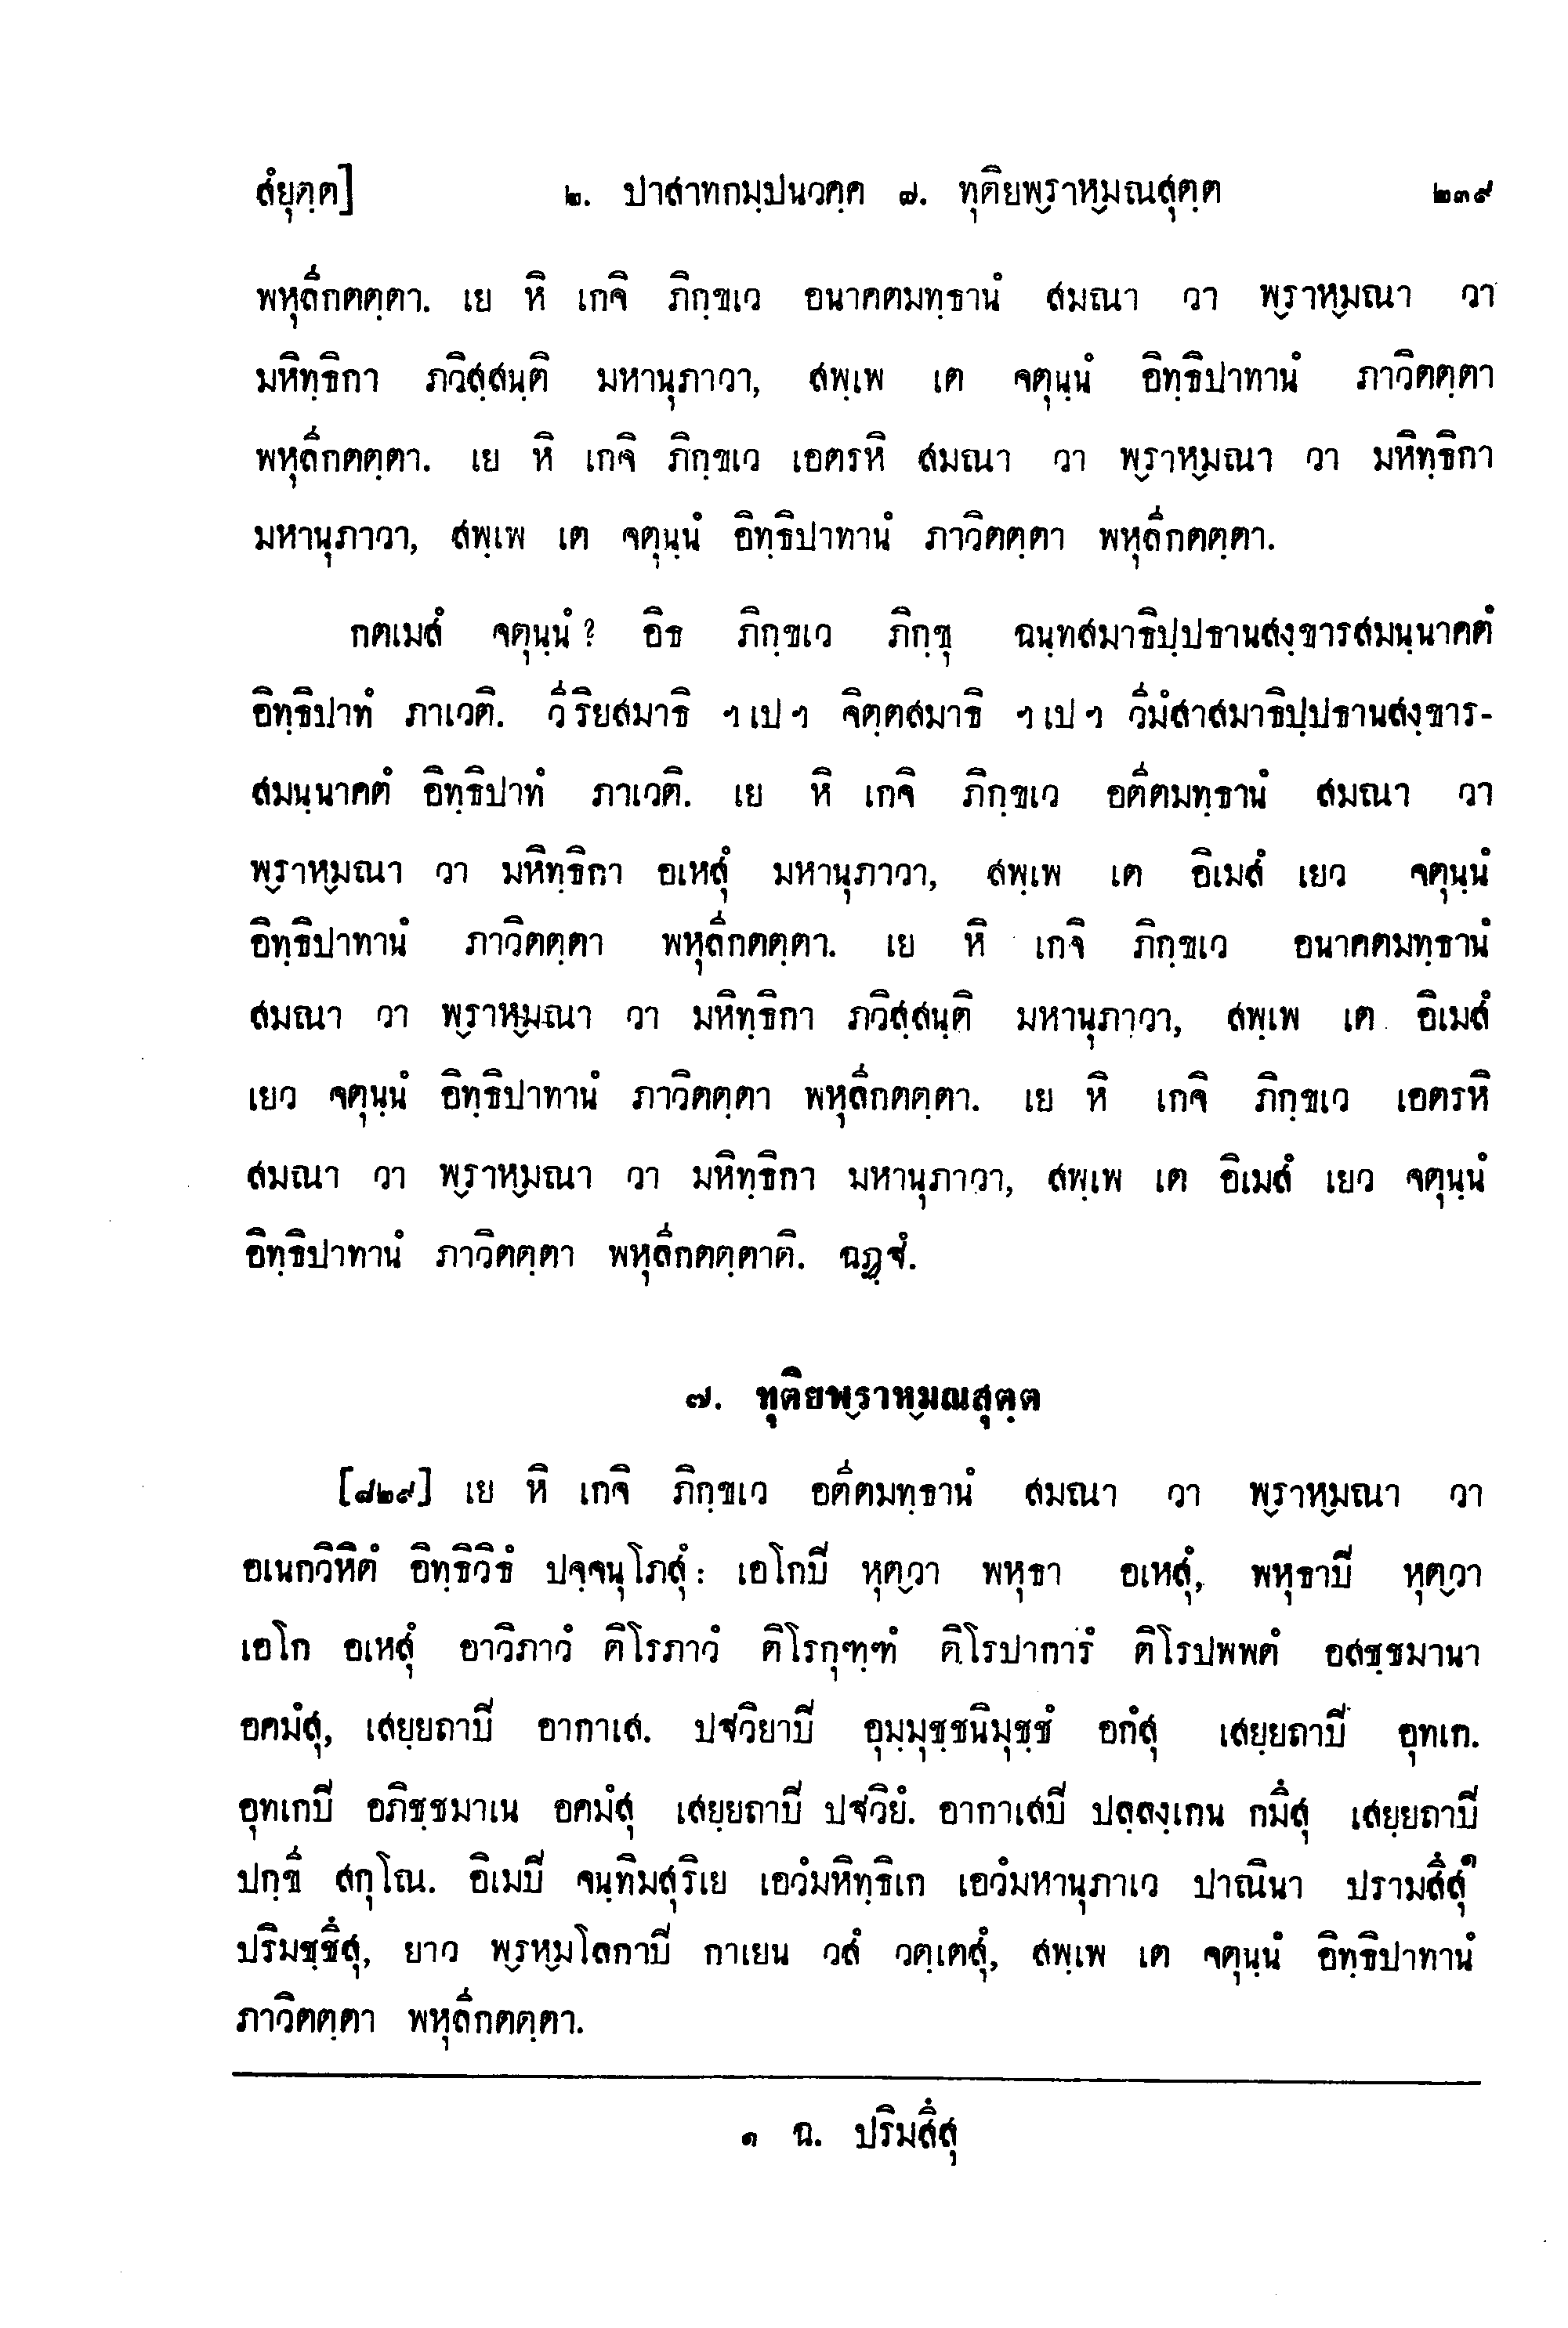 สํยุตฺต]	๒. ปาสาทกมฺปนวคฺค ๗. ทุติยพฺราหฺมณสุตฺต	๒๓๙
พหุลีกตตฺตา. เย หิ เกจิ ภิกฺขเว อนาคตมทฺธานํ สมณา วา พฺราหฺมณา วา
มหิทฺธิกา ภวิสฺสนฺติ มหานุภาวา, สพฺเพ เต จตุนฺนํ อิทฺธิปาทานํ ภาวิตตฺตา
พหุลีกตตฺตา. เย หิ เกจิ ภิกฺขเว เอตรหิ สมณา วา พฺราหฺมณา วา มหิทฺธิกา
มหานุภาวา, สพฺเพ เต จตุนฺนํ อิทฺธิปาทานํ ภาวิตตฺตา พหุลีกตตฺตา.
กตเมสํ จตุนฺนํ? อิธ ภิกฺขเว ภิกฺขุ ฉนฺทสมาธิปฺปธานสงฺขารสมนฺนาคตํ
อิทฺธิปาทํ ภาเวติ. วีริยสมาธิ ฯเปฯ จิตฺตสมาธิ ฯเปฯ วีมํสาสมาธิปฺปธานสงฺขาร-
สมนฺนาคตํ อิทฺธิปาทํ ภาเวติ. เย หิ เกจิ ภิกฺขเว อตีตมทฺธานํ สมณา วา
พฺราหฺมณา วา มหิทฺธิกา อเหสุํ มหานุภาวา, สพฺเพ เต อิเมสํ เยว จตุนฺนํ
อิทฺธิปาทานํ ภาวิตตฺตา พหุลีกตตฺตา. เย หิ เกจิ ภิกฺขเว อนาคตมทฺธานํ
สมณา วา พฺราหฺมณา วา มหิทฺธิกา ภวิสฺสนฺติ มหานุภาวา, สพฺเพ เต อิเมสํ
เยว จตุนฺนํ อิทฺธิปาทานํ ภาวิตตฺตา พหุลีกตตฺตา. เย หิ เกจิ ภิกฺขเว เอตรหิ
สมณา วา พฺราหฺมณา วา มหิทฺธิกา มหานุภาวา, สพฺเพ เต อิเมสํ เยว จตุนฺนํ
อิทฺธิปาทานํ ภาวิตตฺตา พหุลีกตตฺตาติ. ฉฏฺฐํ.
๗. ทุติยพฺราหฺมณสุตฺต
[๘๒๙] เย หิ เกจิ ภิกฺขเว อตีตมทฺธานํ สมณา วา พฺราหฺมณา วา
อเนกวิหิตํ อิทฺธิวิธํ ปจฺจนุโภสุํ: เอโกปิ หุตฺวา พหุธา อเหสุํ, พหุธาปิ หุตฺวา
เอโก อเหสุํ อาวิภาวํ ติโรภาวํ ติโรกุฑฺฑํ ติโรปาการํ ติโรปพพตํ อสชฺชมานา
อคมํสุ, เสยฺยถาปิ อากาเส. ปฐวิยาปิ อุมฺมุชฺชนิมุชฺชํ อกํสุ เสยฺยถาปิ อุทเก.
อุทเกปิ อภิชฺชมาเน อคมํสุ เสยฺยถาปิ ปฐวิยํ. อากาเสปิ ปลฺลงฺเกน กมึสุ เสยฺยถาปิ
ปกฺขี สกุโณ. อิเมปิ จนฺทิมสุริเย เอวํมหิทฺธิเก เอวํมหานุภาเว ปาณินา ปรามสึสุ๑
ปริมชฺชึสุ, ยาว พฺรหฺมโลกาปิ กาเยน วสํ วตฺเตสุํ, สพฺเพ เต จตุนฺนํ อิทฺธิปาทานํ
ภาวิตตฺตา พหุลีกตตฺตา.
๑ ฉ. ปริมสึสุ